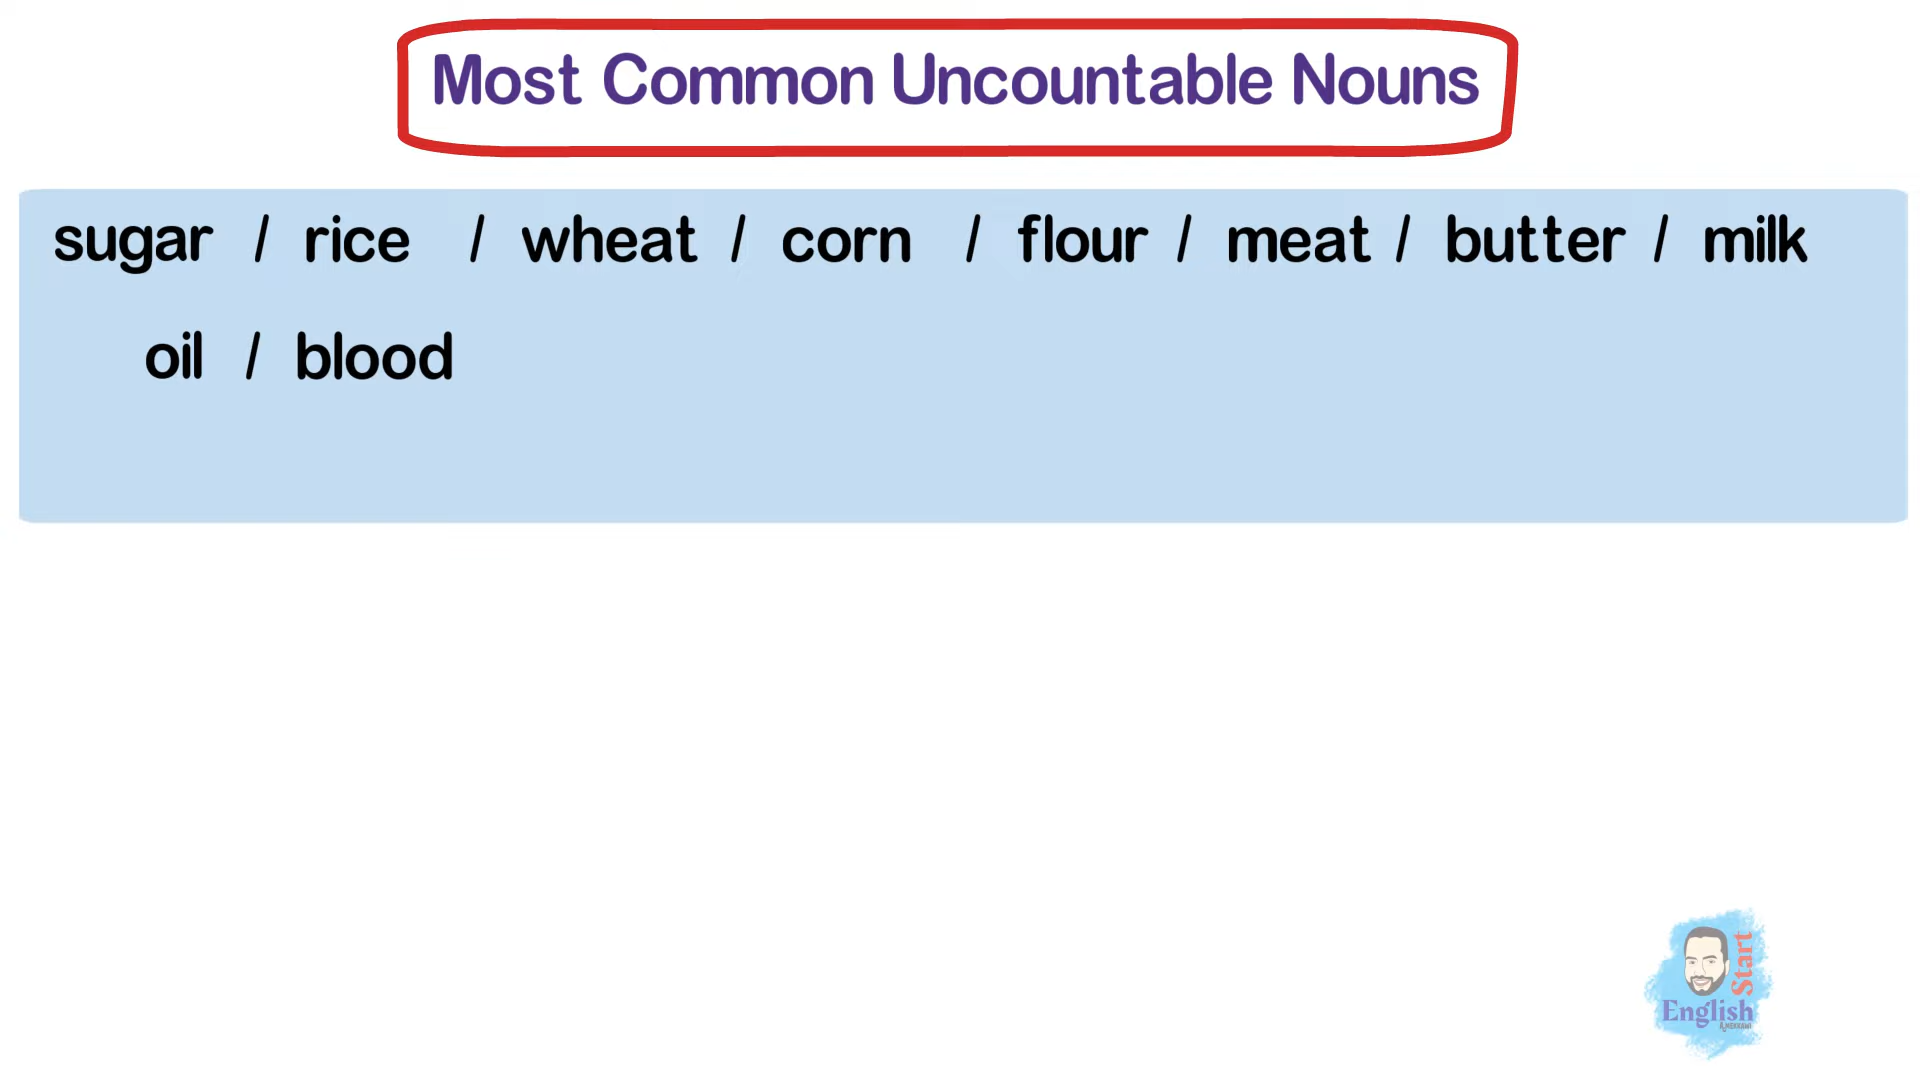 Most Common Uncountable Nouns
sugar / rice / wheat / corn / flour / meat / butter / milk
oil / blood
Start
English